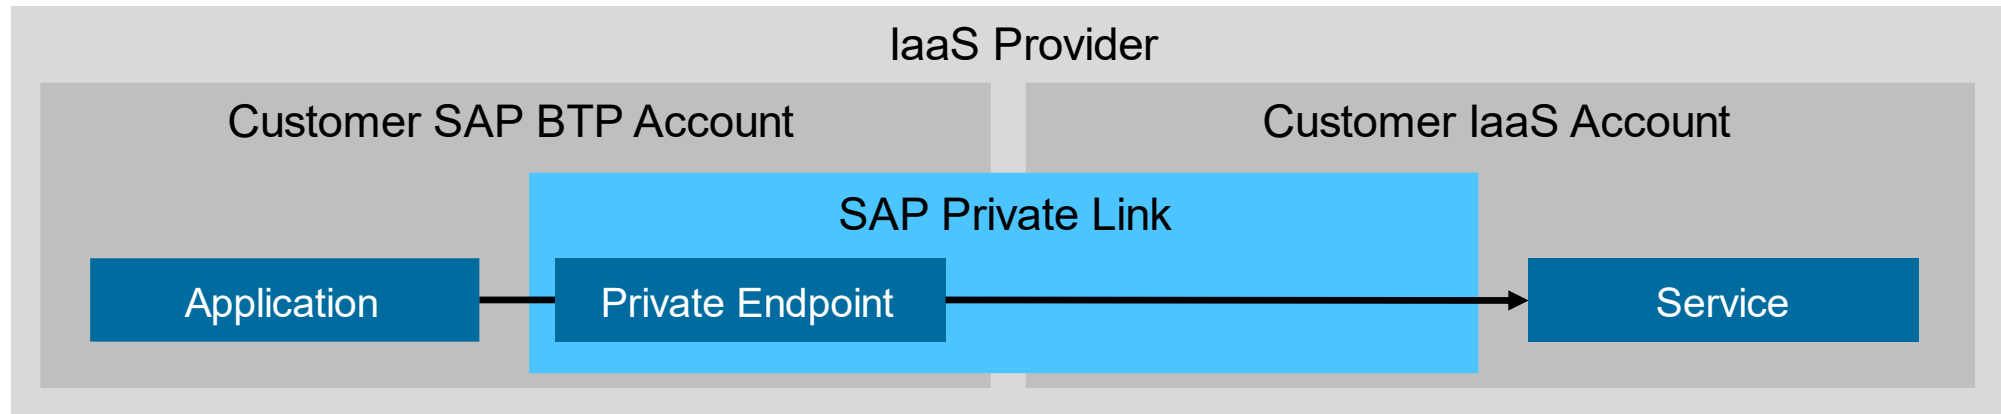 IaaS Provider
Customer SAP BTP Account
Customer IaaS Account
SAP Private Link
Application
Private Endpoint
Service